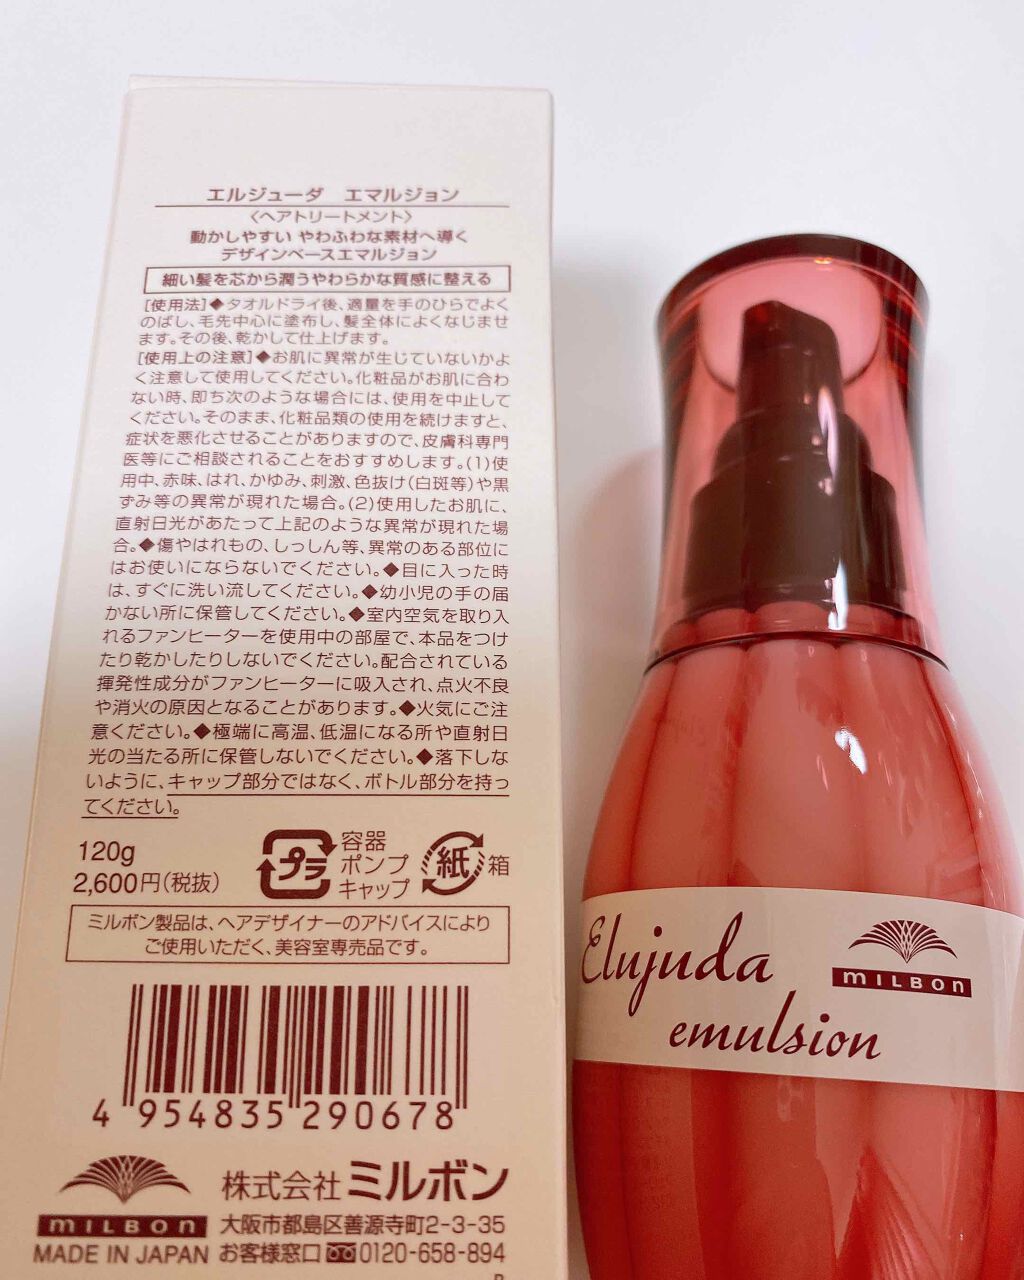 エルジューダ エマルジョン
〈ヘアトリートメント〉
動かしやすい やわふわな素材へ導く
デザインベースエマルジョン
細い髪を芯から潤うやわらかな質感に整える
[使用法]◆タオルドライ後、適量を手のひらでよく
のばし、毛先中心に塗布し、髪全体によくなじませ
ます。その後、乾かして仕上げます。
[使用上の注意]◆お肌に異常が生じていないかよ
く注意して使用してください。化粧品がお肌に合わ
ない時、即ち次のような場合には、使用を中止して
ください。そのまま、化粧品類の使用を続けますと、
症状を悪化させることがありますので、皮膚科専門
医等にご相談されることをおすすめします。(1)使
用中、赤味、はれ、かゆみ、刺激、色抜け(白斑等)や黒
ずみ等の異常が現れた場合。(2)使用したお肌に、
直射日光があたって上記のような異常が現れた場
合。◆傷やはれもの、しっしん等、異常のある部位に
はお使いにならないでください。◆目に入った時
は、すぐに洗い流してください。◆幼小児の手の届
かない所に保管してください。◆室内空気を取り入
れるファンヒーターを使用中の部屋で、本品をつけ
たり乾かしたりしないでください。配合されている
揮発性成分がファンヒーターに吸入され、点火不良
や消火の原因となることがあります。◆火気にご注
意ください。◆極端に高温、低温になる所や直射日
光の当たる所に保管しないでください。◆落下しな
いように、キャップ部分ではなく、ボトル部分を持っ
てください。
120g
2,600円(税抜)
プラ
容器
ポンプ
キャップ
紙
箱
ミルボン製品は、ヘアデザイナーのアドバイスにより
ご使用いただく、美容室専売品です。
4 954835 290678
株式会社ミルボン
MILBON
大阪市都島区善源寺町2-3-35
MADE IN JAPAN お客様窓口 0120-658-894
Elujuda
emulsion
MILBON